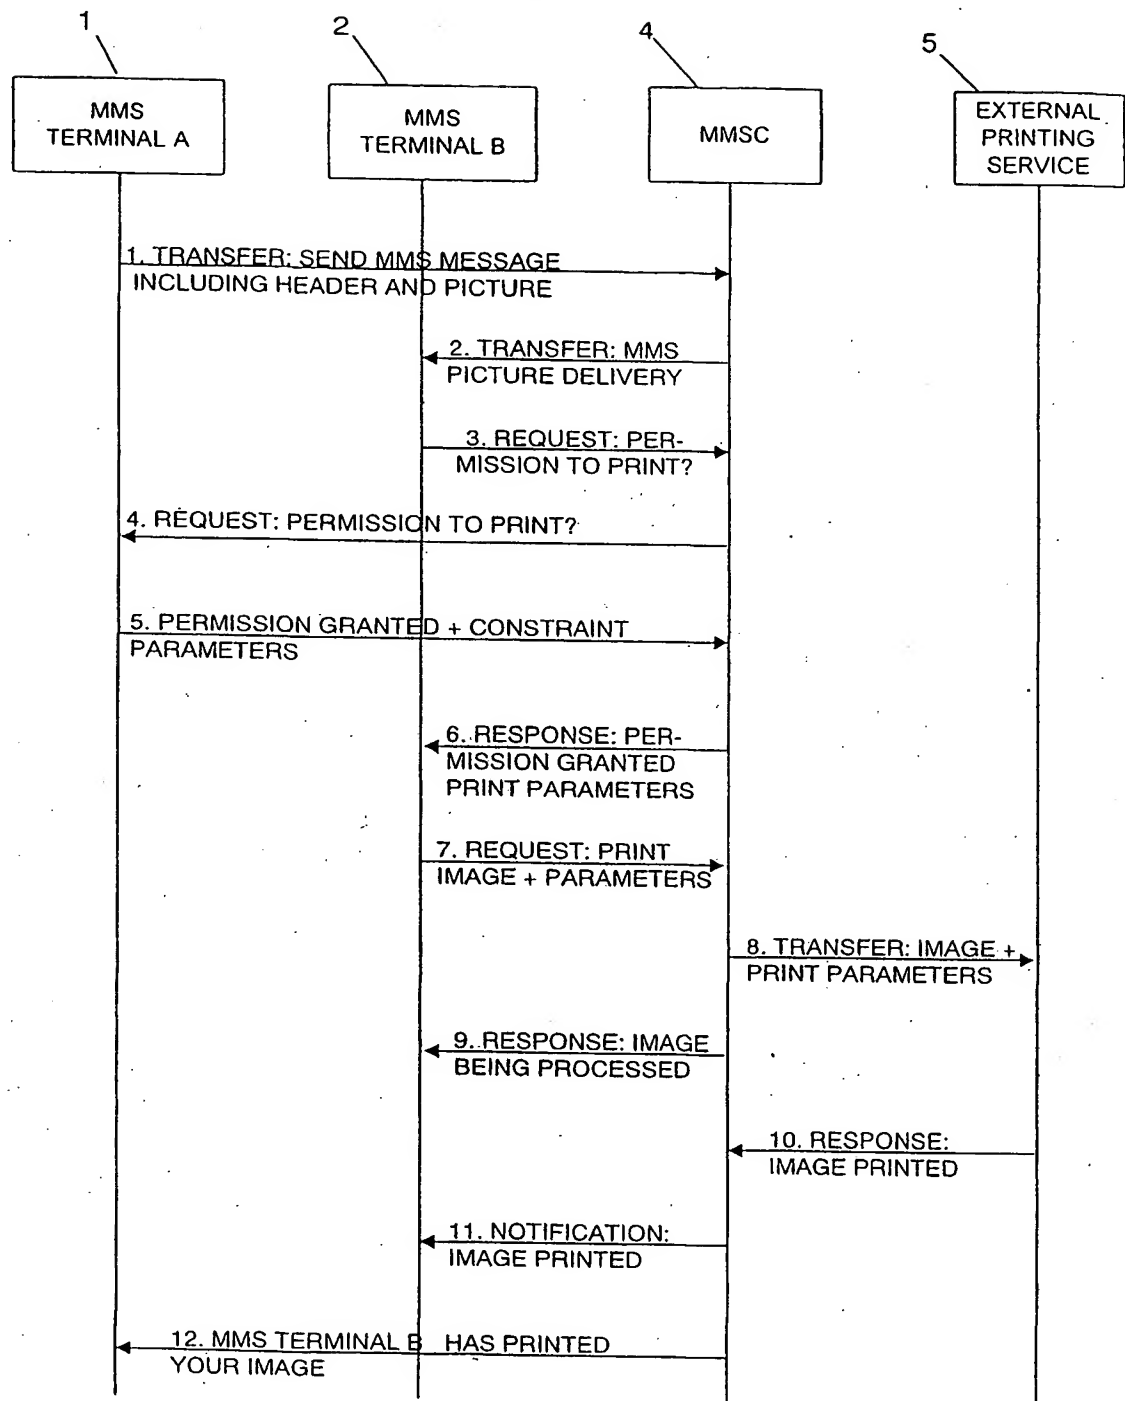 1
2
4
5
MMS
TERMINAL A
MMS
TERMINAL B
MMSC
EXTERNAL
PRINTING
SERVICE
1. TRANSFER: SEND MMS MESSAGE
INCLUDING HEADER AND PICTURE
2. TRANSFER: MMS
PICTURE DELIVERY
3. REQUEST: PER-
MISSION TO PRINT?
4. REQUEST: PERMISSION TO PRINT?
5. PERMISSION GRANTED + CONSTRAINT
PARAMETERS
6. RESPONSE: PER-
MISSION GRANTED
PRINT PARAMETERS
7. REQUEST: PRINT
IMAGE + PARAMETERS
8. TRANSFER: IMAGE +
PRINT PARAMETERS
9. RESPONSE: IMAGE
BEING PROCESSED
10. RESPONSE:
IMAGE PRINTED
11. NOTIFICATION:
IMAGE PRINTED
12. MMS TERMINAL B HAS PRINTED
YOUR IMAGE